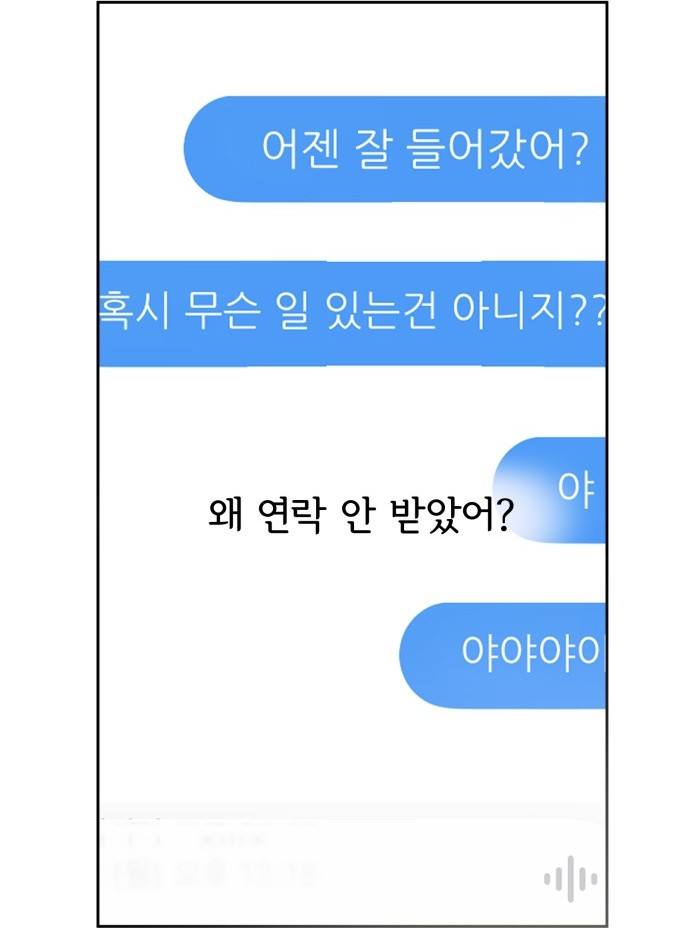 어젠 잘 들어갔어?
혹시 무슨 일 있는건 아니지??
야
왜 연락 안 받았어?
야야야야